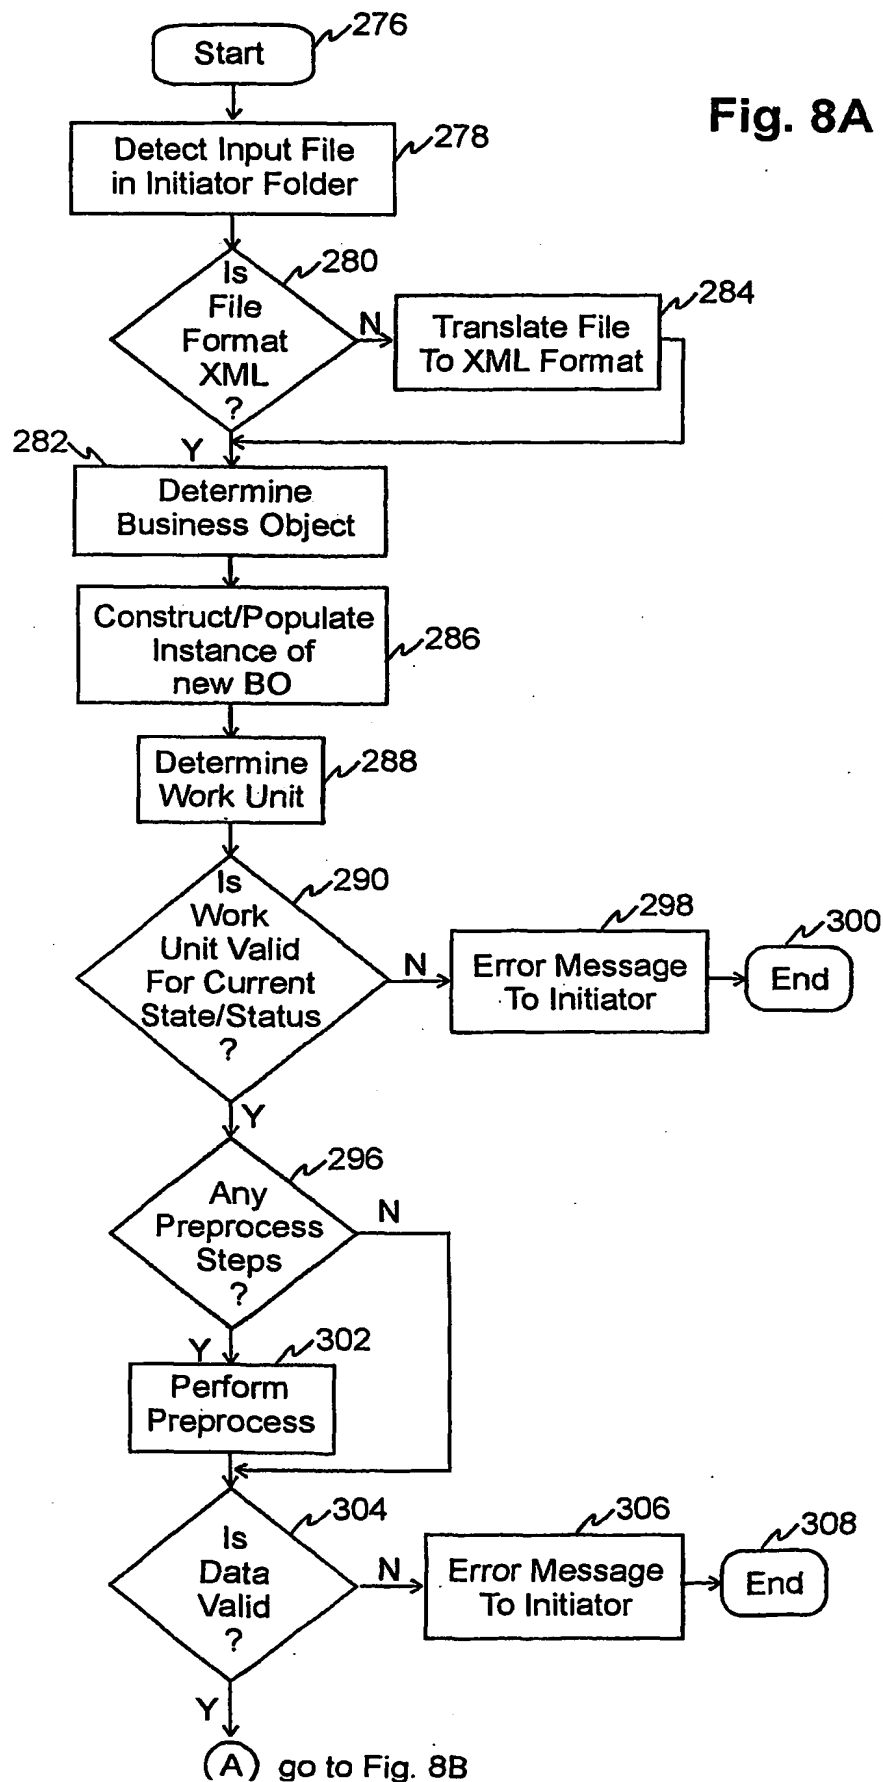 276
Start
Fig. 8A
278
Detect Input File
in Initiator Folder
280
Is
File
Format
XML
?
N
284
Translate File
To XML Format
Y
282
Determine
Business Object
Construct/Populate
Instance of
new BO
286
Determine
Work Unit
288
290
Is
Work
Unit Valid
For Current
State/Status
?
N
298
Error Message
To Initiator
300
End
Y
296
Any
Preprocess
Steps
?
N
Y
302
Perform
Preprocess
304
Is
Data
Valid
?
N
306
Error Message
To Initiator
308
End
Y
A go to Fig. 8B